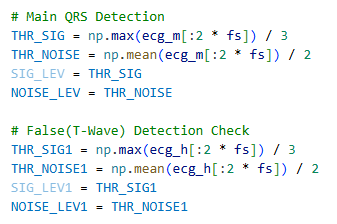 # Main QRS Detection
THR_SIG = np.max(ecg_m[:2 * fs]) / 3
THR_NOISE = np.mean(ecg_m[:2 * fs]) / 2
SIG_LEV = THR_SIG
NOISE_LEV = THR_NOISE
# False(T-Wave) Detection Check
THR_SIG1 = np.max(ecg_h[:2 * fs]) / 3
THR_NOISE1 = np.mean(ecg_h[:2 * fs]) / 2
SIG_LEV1 = THR_SIG1
NOISE_LEV1 = THR_NOISE1